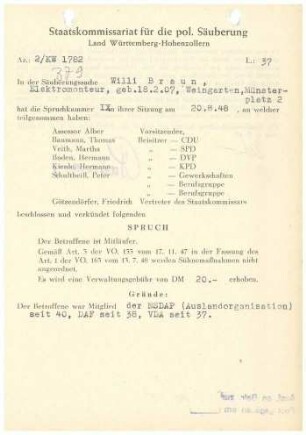 Staatskommissariat für die pol. Säuberung
Land Württemberg-Hohenzollern
Az.: 2/KW 1782
L.: 37
379
In der Säuberungssache Willi Braun,
Elektromonteur, geb.18.2.07, Weingarten, Münster-
platz 2
hat die Spruchkammer IX in ihrer Sitzung am 20.8.48, an welcher
teilgenommen haben:
Assessor Alber Vorsitzender,
Baumann, Thomas Beisitzer — CDU
Veith, Martha „ — SPD
Boden, Hermann „ — DVP
Hermann „ — KPD
Schultheiß, Peter „ — Gewerkschaften
„ — Berufsgruppe
„ — Berufsgruppe
Götzendörfer, Friedrich Vertreter des Staatskommissars
beschlossen und verkündet folgenden
SPRUCH
Der Betroffene ist Mitläufer.
Gemäß Art. 3 der VO. 133 vom 17. 11. 47 in der Fassung des
Art. 1 der VO. 165 vom 13. 7. 48 werden Sühnemaßnahmen nicht
angeordnet.
Es wird eine Verwaltungsgebühr von DM 20.- erhoben.
Gründe:
Der Betroffene war Mitglied der NSDAP (Auslandorganisation)
seit 40, DAF seit 38, VDA seit 37.